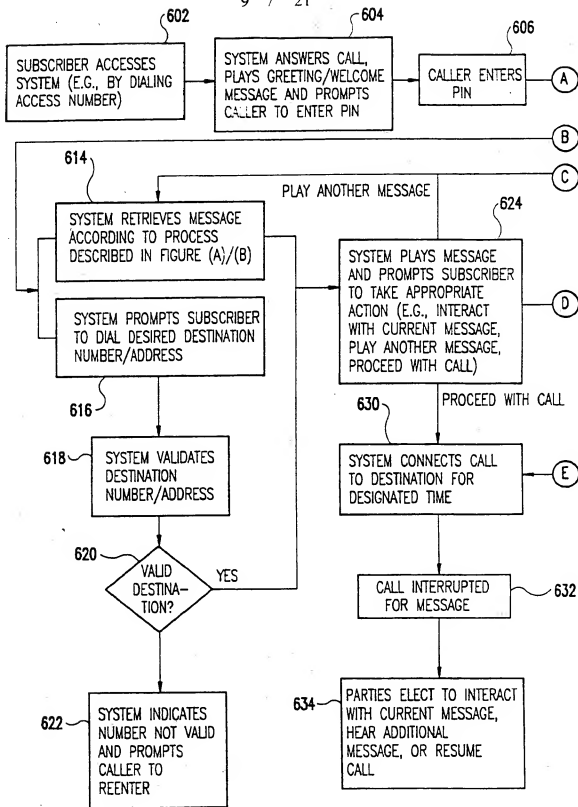 9 / 21
602
604
606
SUBSCRIBER ACCESSES
SYSTEM (E.G., BY DIALING
ACCESS NUMBER)
SYSTEM ANSWERS CALL,
PLAYS GREETING/WELCOME
MESSAGE AND PROMPTS
CALLER TO ENTER PIN
CALLER ENTERS
PIN
A
B
C
614
PLAY ANOTHER MESSAGE
624
SYSTEM RETRIEVES MESSAGE
ACCORDING TO PROCESS
DESCRIBED IN FIGURE (A)/(B)
SYSTEM PLAYS MESSAGE
AND PROMPTS SUBSCRIBER
TO TAKE APPROPRIATE
ACTION (E.G., INTERACT
WITH CURRENT MESSAGE,
PLAY ANOTHER MESSAGE,
PROCEED WITH CALL)
D
SYSTEM PROMPTS SUBSCRIBER
TO DIAL DESIRED DESTINATION
NUMBER/ADDRESS
616
PROCEED WITH CALL
630
618
SYSTEM VALIDATES
DESTINATION
NUMBER/ADDRESS
SYSTEM CONNECTS CALL
TO DESTINATION FOR
DESIGNATED TIME
E
620
VALID
DESTINA-
TION?
YES
CALL INTERRUPTED
FOR MESSAGE
632
622
SYSTEM INDICATES
NUMBER NOT VALID
AND PROMPTS
CALLER TO
REENTER
634
PARTIES ELECT TO INTERACT
WITH CURRENT MESSAGE,
HEAR ADDITIONAL
MESSAGE, OR RESUME
CALL